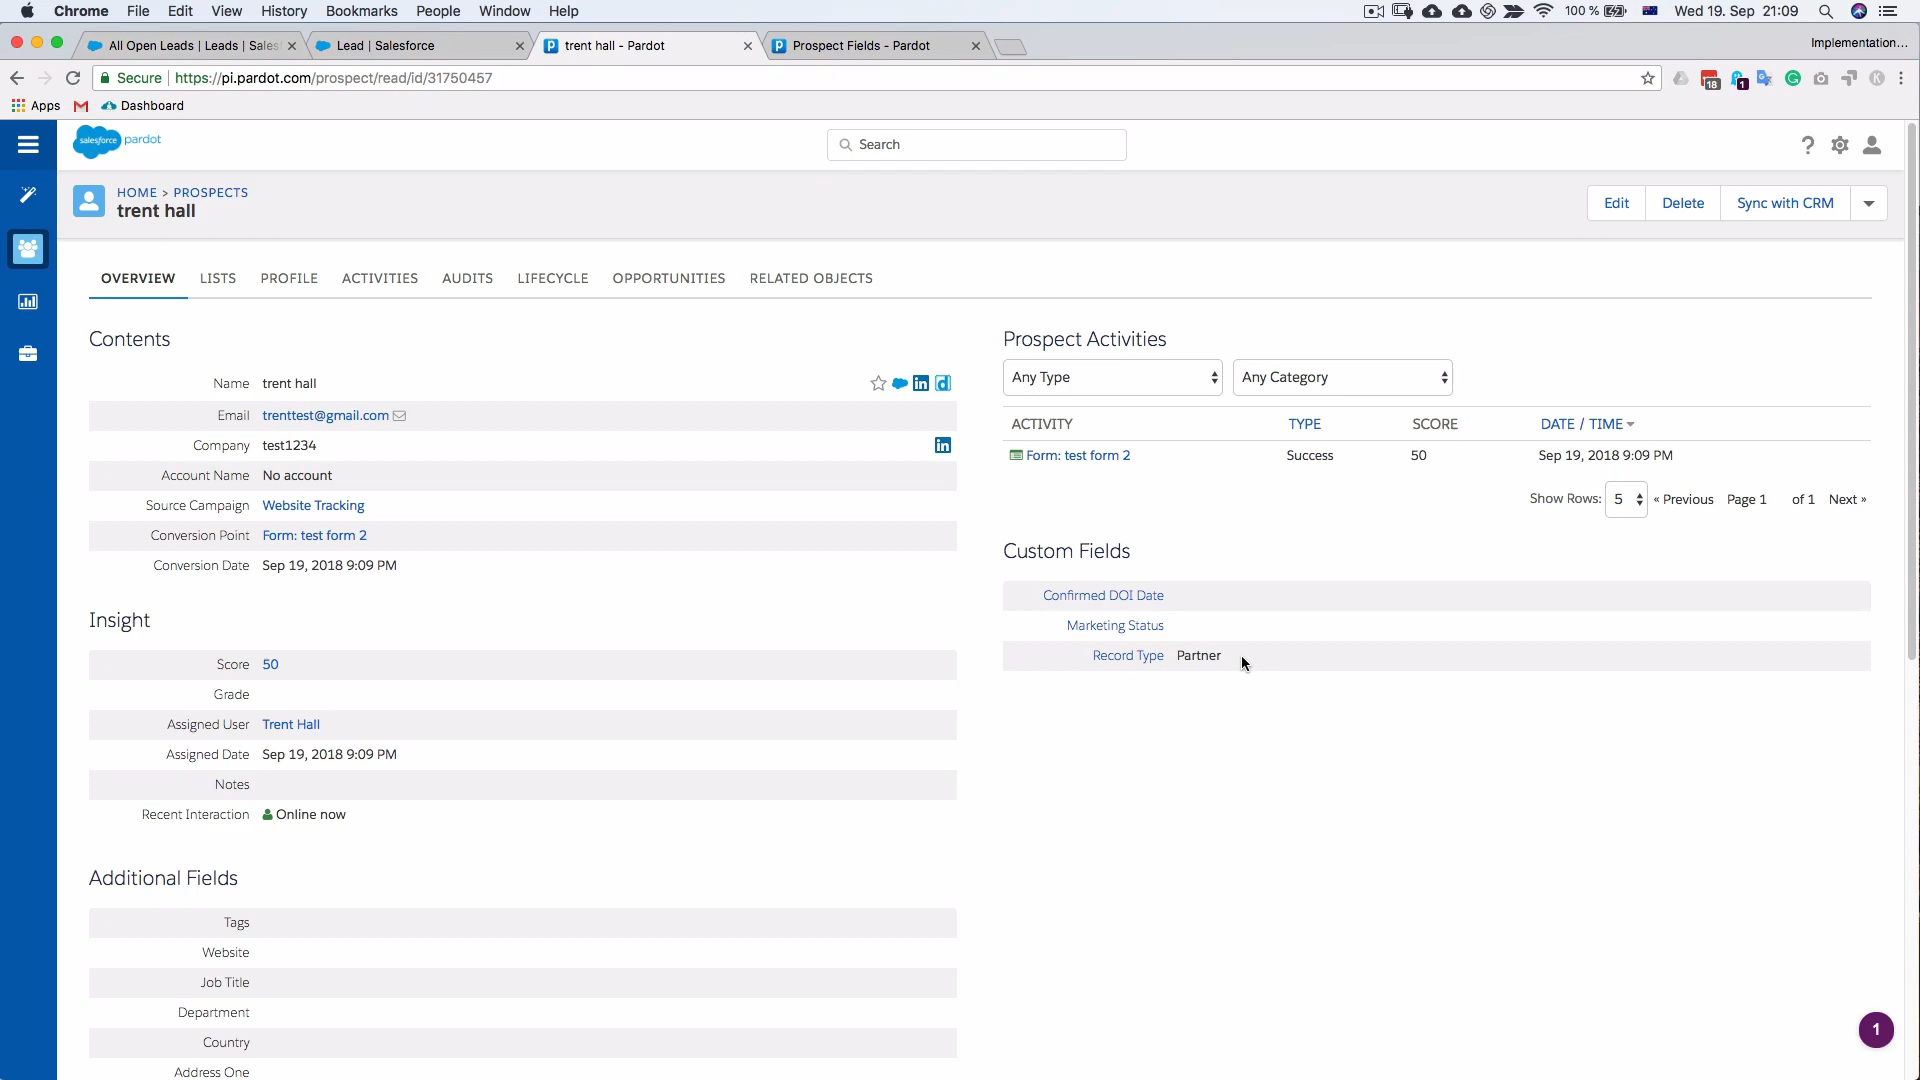 Chrome File Edit View History Bookmarks People Window Help 100 % Wed 19. Sep 21:09
All Open Leads | Leads | Sales Lead | Salesforce trent hall - Pardot Prospect Fields - Pardot Implementation...
Secure https://pi.pardot.com/prospect/read/id/31750457 18 1 K
Apps Dashboard
salesforce pardot Search
HOME > PROSPECTS
trent hall
Edit Delete Sync with CRM
OVERVIEW LISTS PROFILE ACTIVITIES AUDITS LIFECYCLE OPPORTUNITIES RELATED OBJECTS
Contents
Name trent hall
Email trenttest@gmail.com
Company test1234
Account Name No account
Source Campaign Website Tracking
Conversion Point Form: test form 2
Conversion Date Sep 19, 2018 9:09 PM
Insight
Score 50
Grade
Assigned User Trent Hall
Assigned Date Sep 19, 2018 9:09 PM
Notes
Recent Interaction Online now
Additional Fields
Tags
Website
Job Title
Department
Country
Address One
Prospect Activities
Any Type Any Category
ACTIVITY TYPE SCORE DATE / TIME
Form: test form 2 Success 50 Sep 19, 2018 9:09 PM
Show Rows: 5 « Previous Page 1 of 1 Next »
Custom Fields
Confirmed DOI Date
Marketing Status
Record Type Partner
1